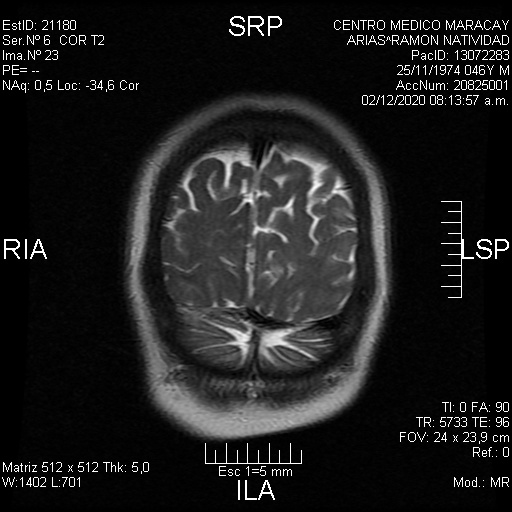 EstID: 21180
Ser.Nº 6 COR T2
Ima.Nº 23
PE= --
NAq: 0,5 Loc: -34,6 Cor
SRP
CENTRO MEDICO MARACAY
ARIAS^RAMON NATIVIDAD
PacID: 13072283
25/11/1974 046Y M
AccNum: 20825001
02/12/2020 08:13:57 a.m.
RIA
LSP
TI: 0 FA: 90
TR: 5733 TE: 96
FOV: 24 x 23,9 cm
Ref.: 0
Mod.: MR
Matriz 512 x 512 Thk: 5,0
W:1402 L:701
Esc 1=5 mm
ILA